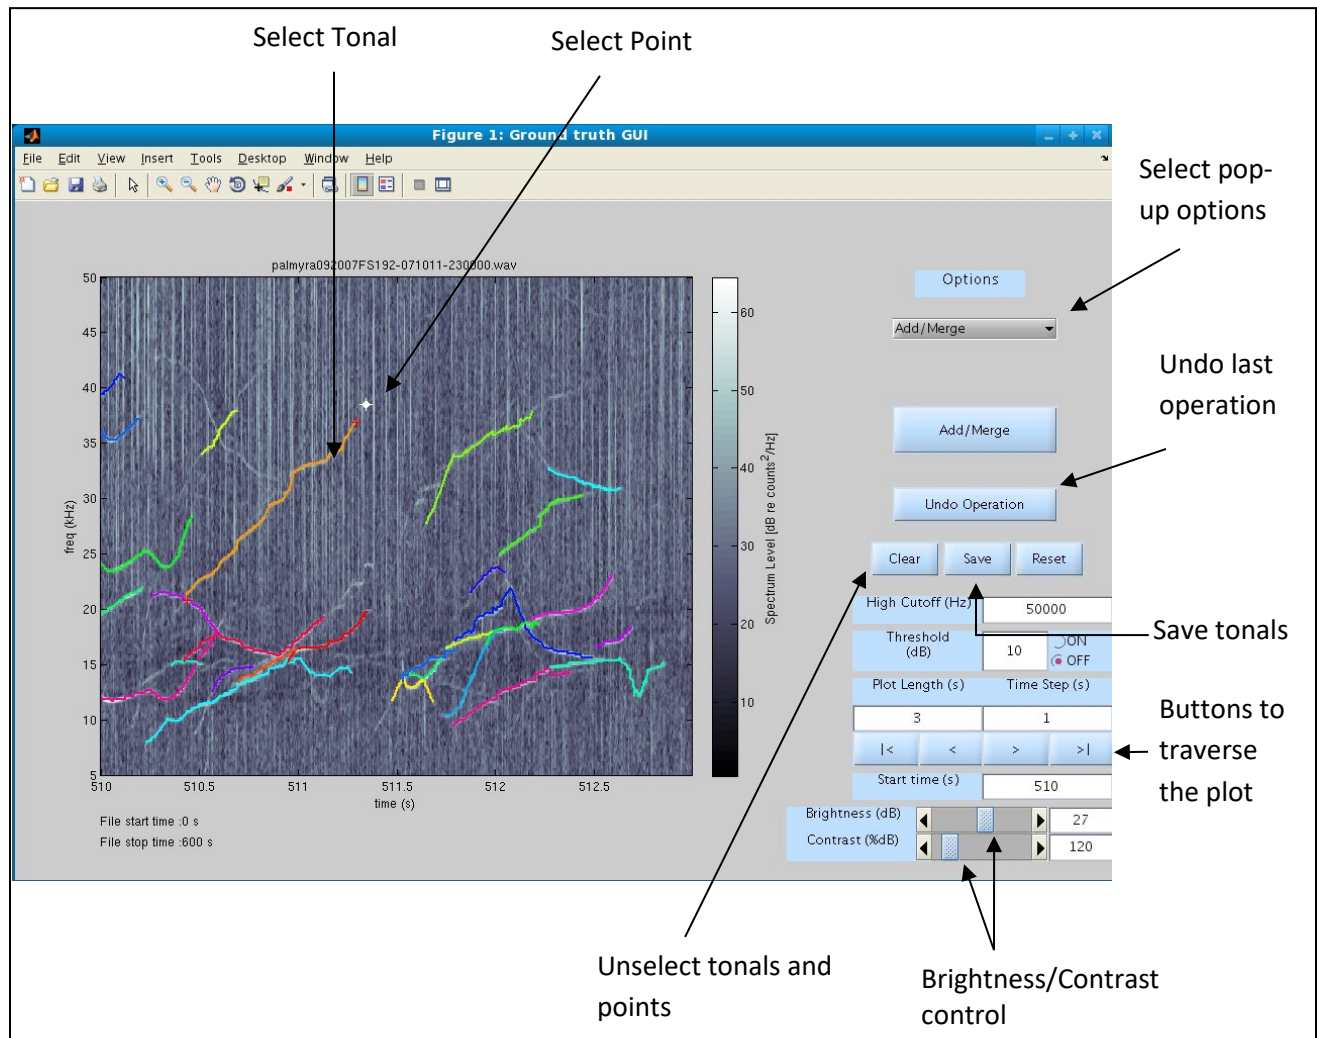 Select Tonal
Select Point
Figure 1: Ground truth GUI
File Edit View Insert Tools Desktop Window Help
Select pop-
up options
palmyra092007FS192-071011-230000.wav
Options
Add/Merge
Undo last
operation
Add/Merge
Undo Operation
Clear Save Reset
High Cutoff (Hz) 50000
Threshold
(dB)
10
ON
OFF
Save tonals
Plot Length (s) Time Step (s)
3 1
|< < > >|
Buttons to
traverse
the plot
Start time (s) 510
Brightness (dB) 27
Contrast (%dB) 120
50
45
40
35
30
25
20
15
10
5
freq (kHz)
510 510.5 511 511.5 512 512.5
time (s)
60
50
40
30
20
10
Spectrum Level [dB re counts²/Hz]
File start time :0 s
File stop time :600 s
Unselect tonals and
points
Brightness/Contrast
control